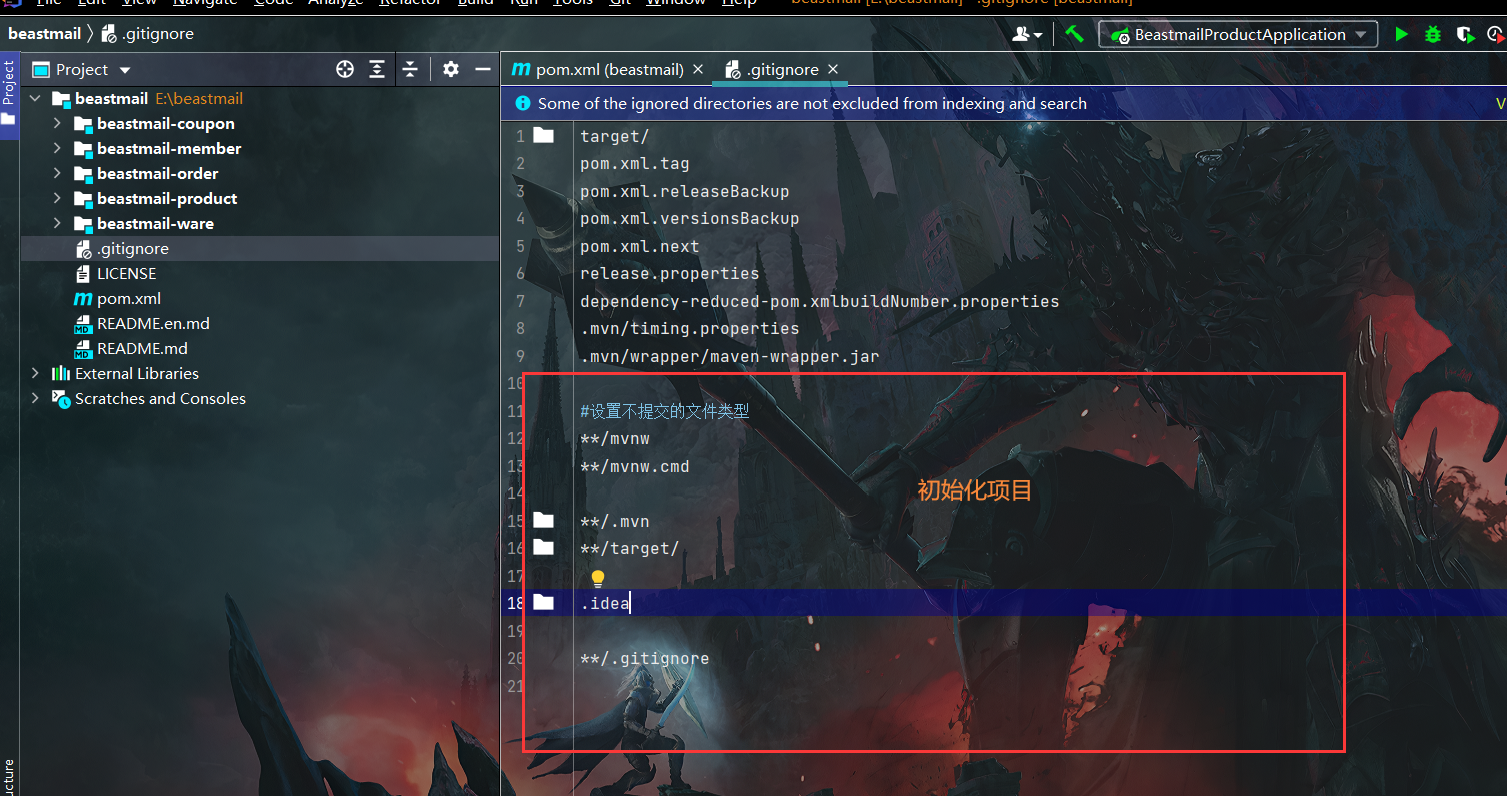 File Edit View Navigate Code Analyze Refactor Build Run Tools Git Window Help beastmail [E:\beastmail] - .gitignore [beastmail]
beastmail .gitignore
BeastmailProductApplication
Project
Project
pom.xml (beastmail)
.gitignore
Some of the ignored directories are not excluded from indexing and search
V
beastmail E:\beastmail
beastmail-coupon
beastmail-member
beastmail-order
beastmail-product
beastmail-ware
.gitignore
LICENSE
pom.xml
README.en.md
README.md
External Libraries
Scratches and Consoles
1 target/
2 pom.xml.tag
3 pom.xml.releaseBackup
4 pom.xml.versionsBackup
5 pom.xml.next
6 release.properties
7 dependency-reduced-pom.xmlbuildNumber.properties
8 .mvn/timing.properties
9 .mvn/wrapper/maven-wrapper.jar
10
11 #设置不提交的文件类型
12 **/mvnw
13 **/mvnw.cmd
初始化项目
14
15 **/.mvn
16 **/target/
17
18 .idea
19
20 **/.gitignore
21
ucture